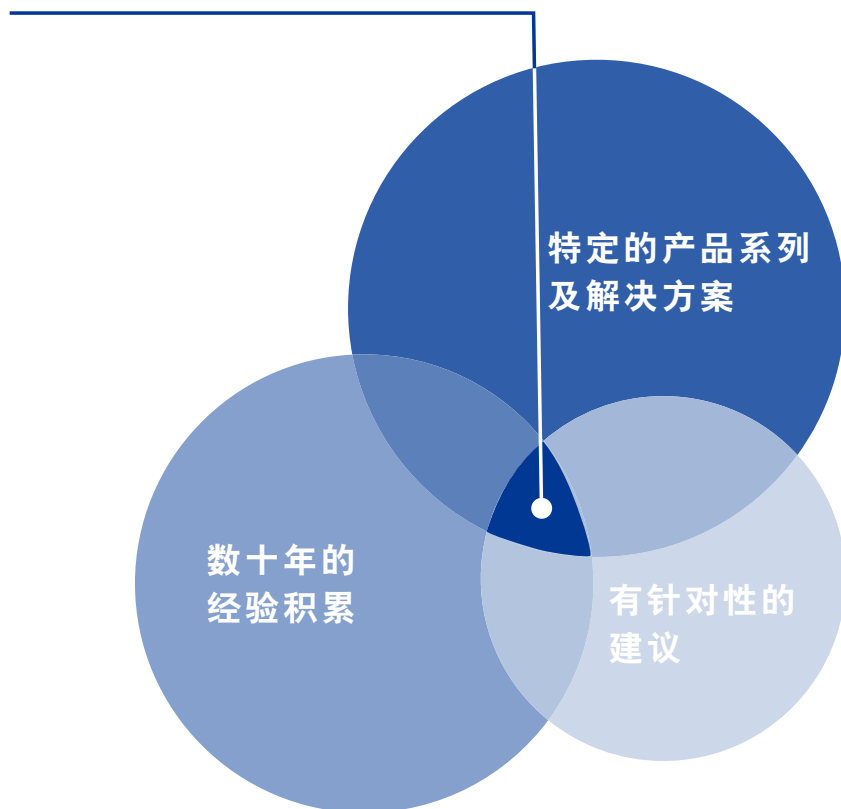 特定的产品系列
及解决方案
数十年的
经验积累
有针对性的
建议